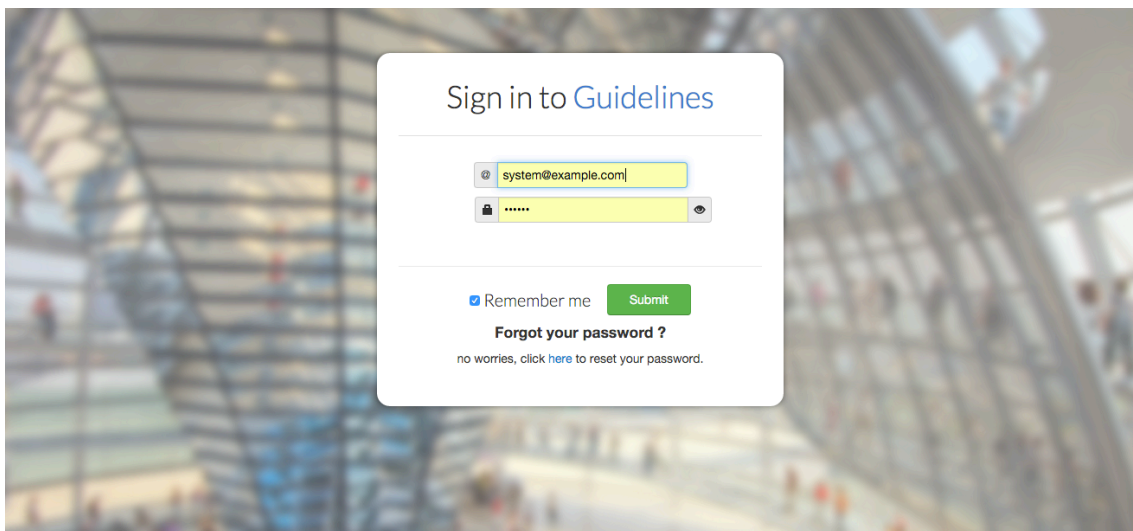 Sign in to Guidelines
@ system@example.com
••••••
Remember me Submit
Forgot your password ?
no worries, click here to reset your password.